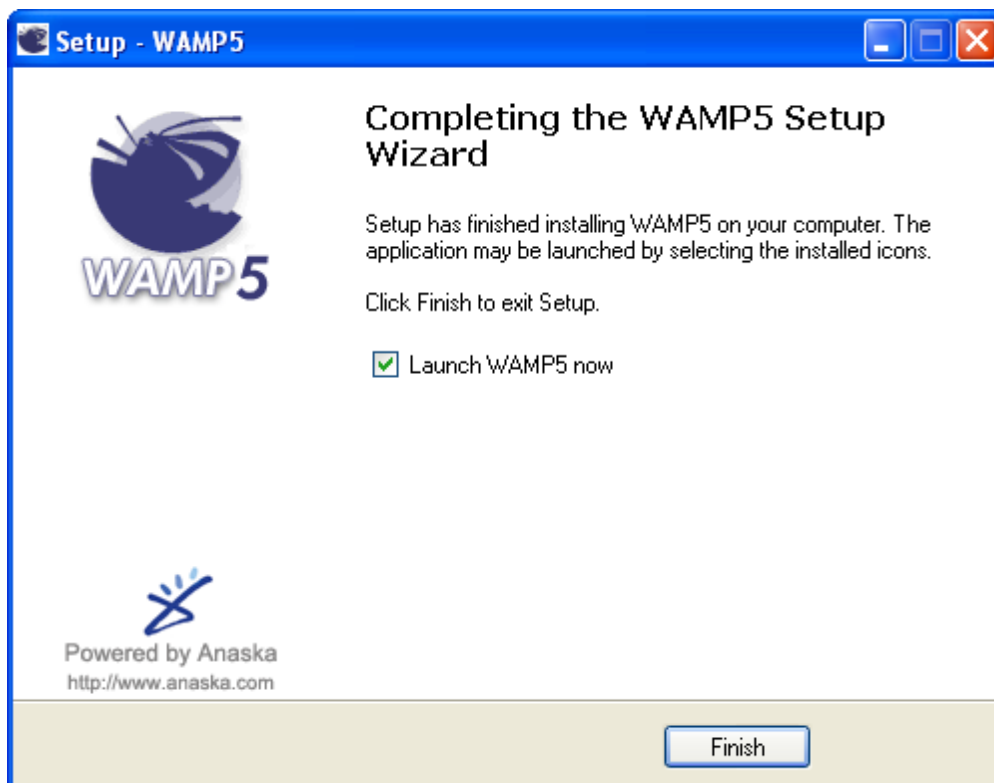 Setup - WAMP5
Completing the WAMP5 Setup
Wizard
Setup has finished installing WAMP5 on your computer. The
application may be launched by selecting the installed icons.
Click Finish to exit Setup.
Launch WAMP5 now
WAMP5
Powered by Anaska
http://www.anaska.com
Finish